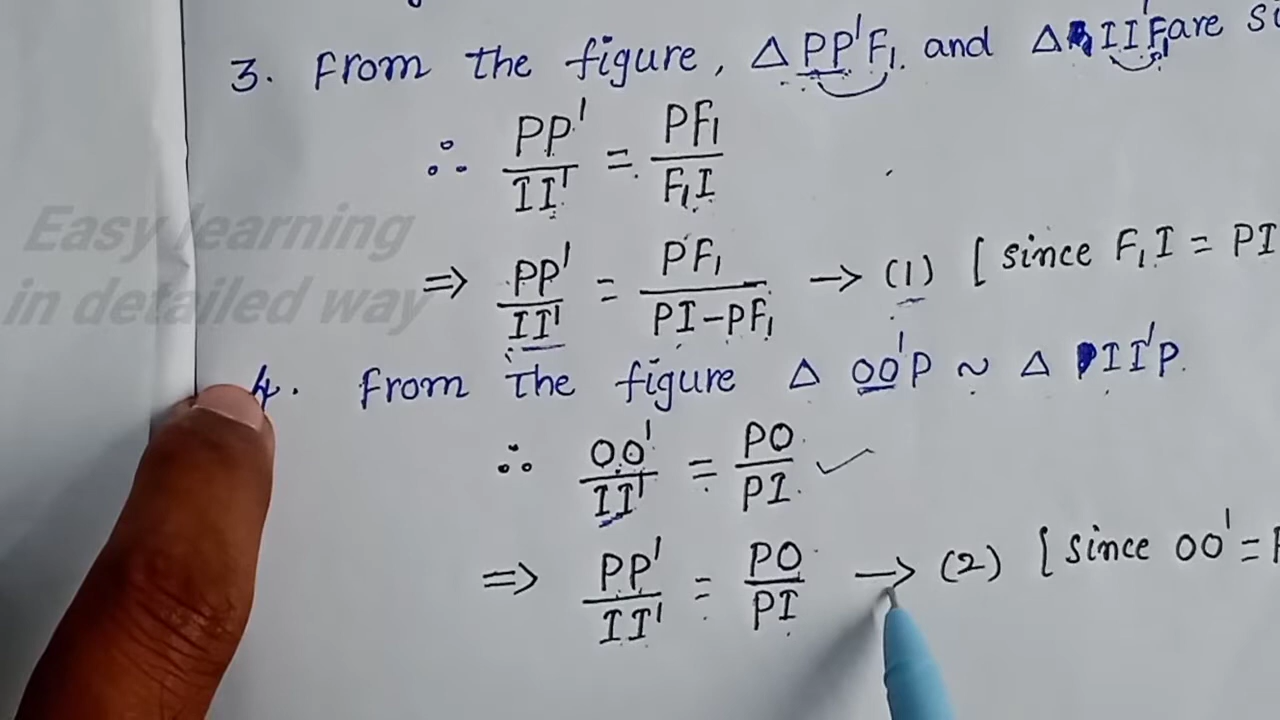 3. From the figure, △ PP'F₁ and △ II'F₁ are
∴ PP'/II' = PF₁/F₁I
⇒ PP'/II' = PF₁/PI-PF₁ → (1) [since F₁I = PI
4. From the figure △ OO'P ~ △ II'P
∴ OO'/II' = PO/PI ✓
⇒ PP'/II' = PO/PI → (2) [since OO' =
Easy learning
in detailed way